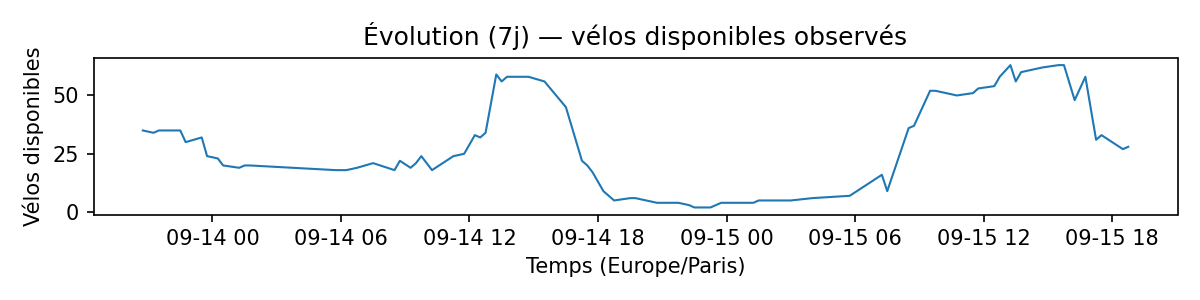 Évolution (7j) — vélos disponibles observés
Vélos disponibles
50
25
0
09-14 00 09-14 06 09-14 12 09-14 18 09-15 00 09-15 06 09-15 12 09-15 18
Temps (Europe/Paris)